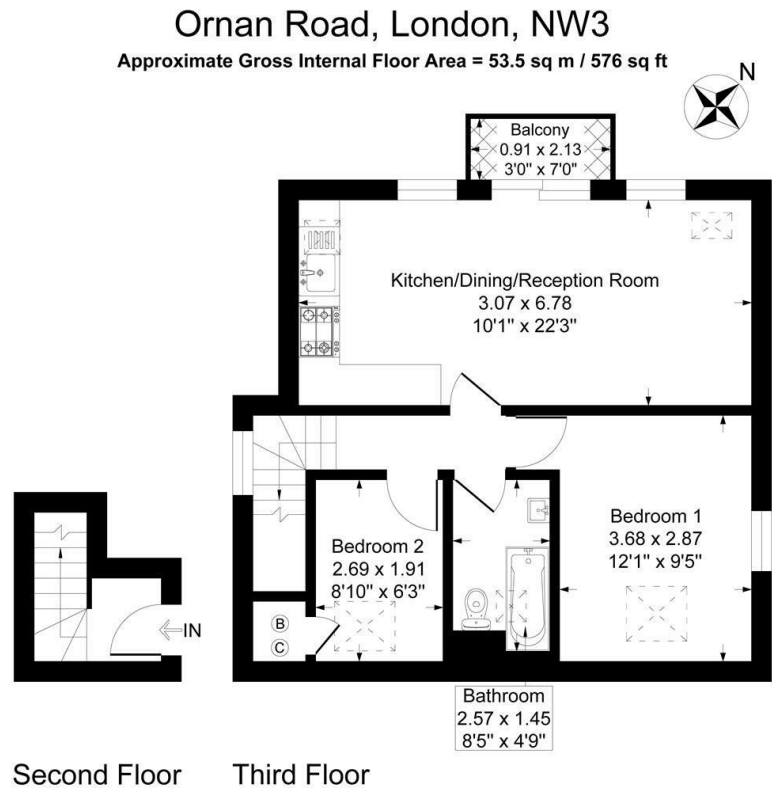 Ornan Road, London, NW3
Approximate Gross Internal Floor Area = 53.5 sq m / 576 sq ft
N
Balcony
0.91 x 2.13
3'0" x 7'0"
Kitchen/Dining/Reception Room
3.07 x 6.78
10'1" x 22'3"
Bedroom 1
3.68 x 2.87
12'1" x 9'5"
Bedroom 2
2.69 x 1.91
8'10" x 6'3"
B
C
IN
Bathroom
2.57 x 1.45
8'5" x 4'9"
Second Floor
Third Floor